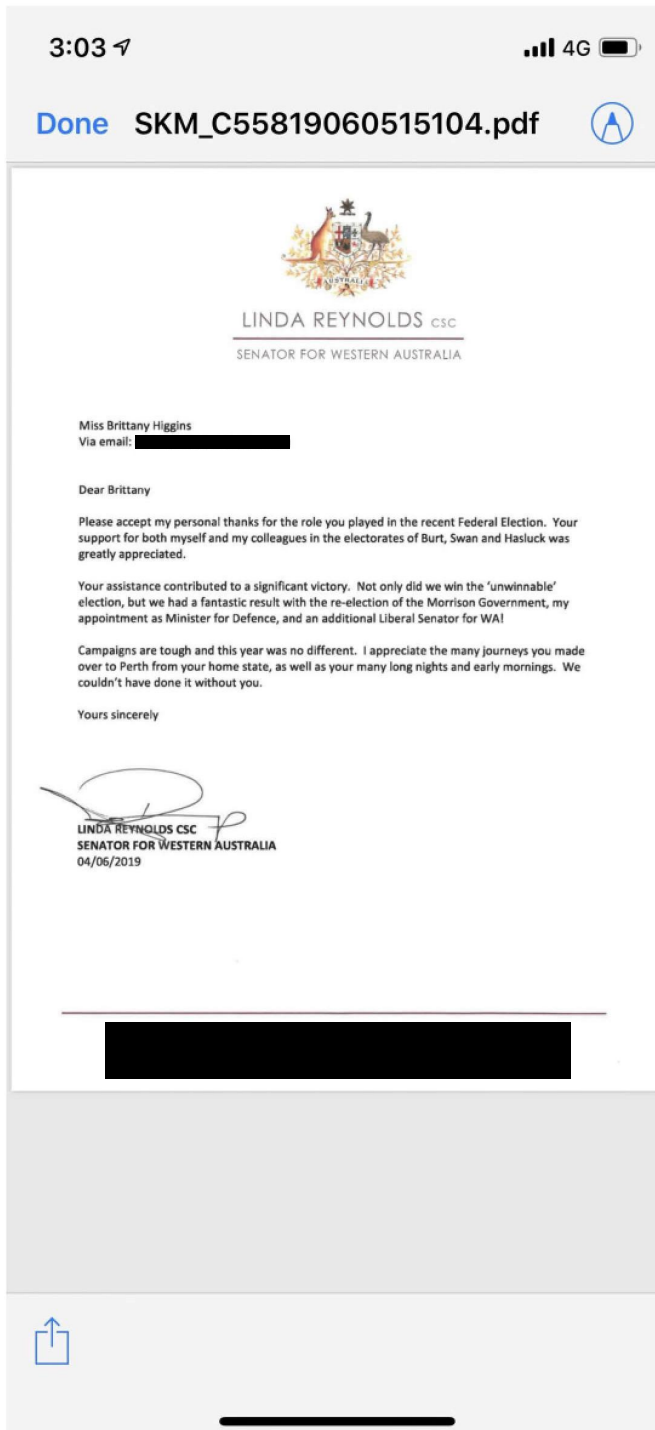 3:03
4G
Done SKM_C55819060515104.pdf
AUSTRALIA
LINDA REYNOLDS CSC
SENATOR FOR WESTERN AUSTRALIA
Miss Brittany Higgins
Via email:
Dear Brittany
Please accept my personal thanks for the role you played in the recent Federal Election. Your
support for both myself and my colleagues in the electorates of Burt, Swan and Hasluck was
greatly appreciated.
Your assistance contributed to a significant victory. Not only did we win the ‘unwinnable’
election, but we had a fantastic result with the re-election of the Morrison Government, my
appointment as Minister for Defence, and an additional Liberal Senator for WA!
Campaigns are tough and this year was no different. I appreciate the many journeys you made
over to Perth from your home state, as well as your many long nights and early mornings. We
couldn’t have done it without you.
Yours sincerely
LINDA REYNOLDS CSC
SENATOR FOR WESTERN AUSTRALIA
04/06/2019